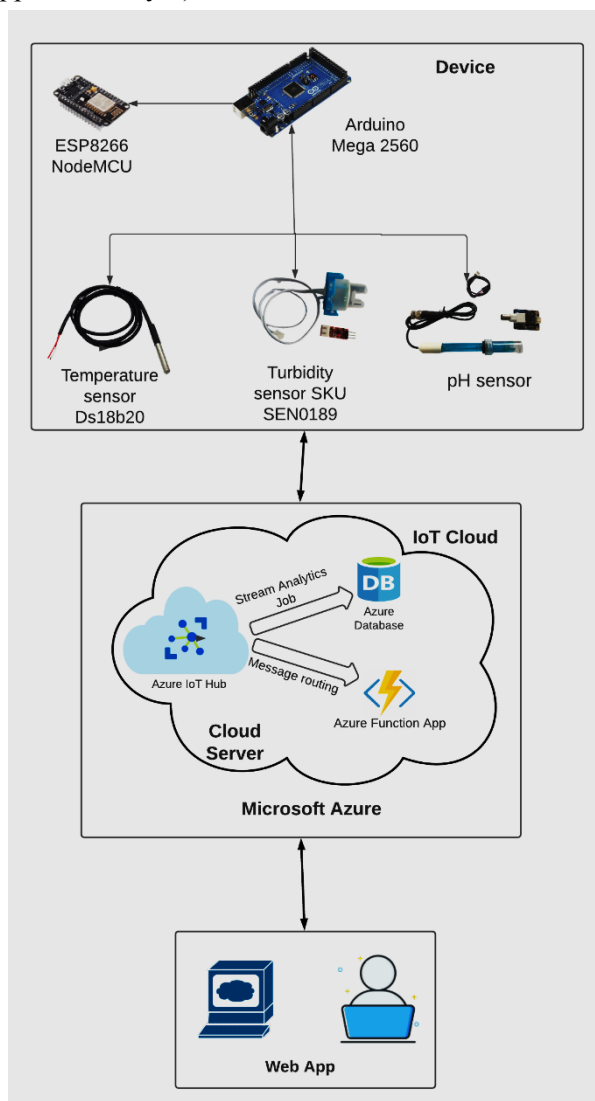 Device
ESP8266
NodeMCU
Arduino
Mega 2560
Temperature
sensor
Ds18b20
Turbidity
sensor SKU
SEN0189
pH sensor
IoT Cloud
Stream Analytics
Job
DB
Azure
Database
Azure IoT Hub
Message routing
Azure Function App
Cloud
Server
Microsoft Azure
Web App